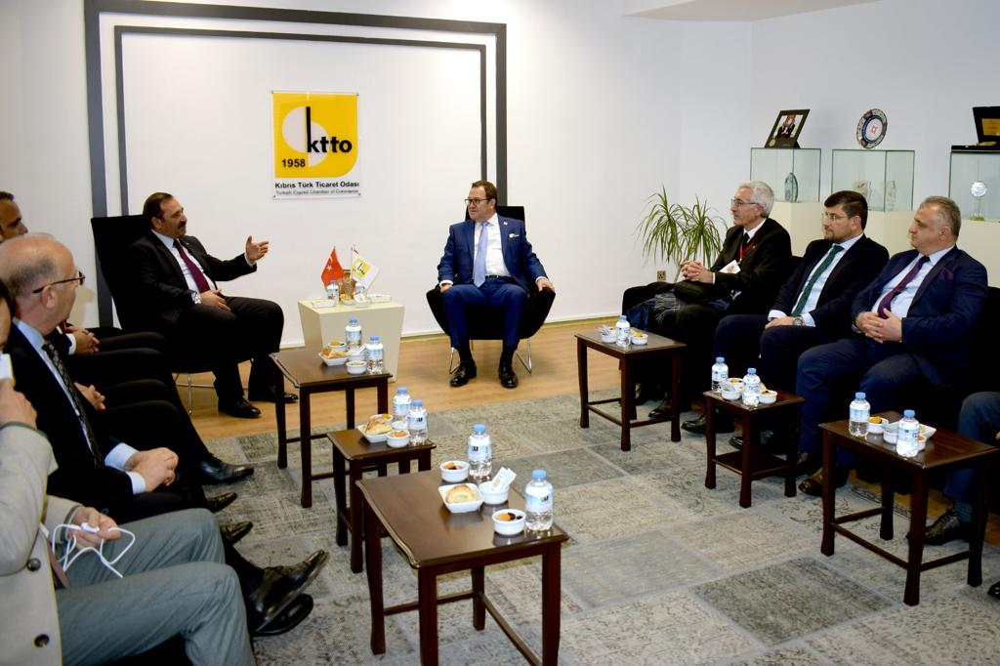 ktto
1958
Kıbrıs Türk Ticaret Odası
Turkish Cypriot Chamber of Commerce